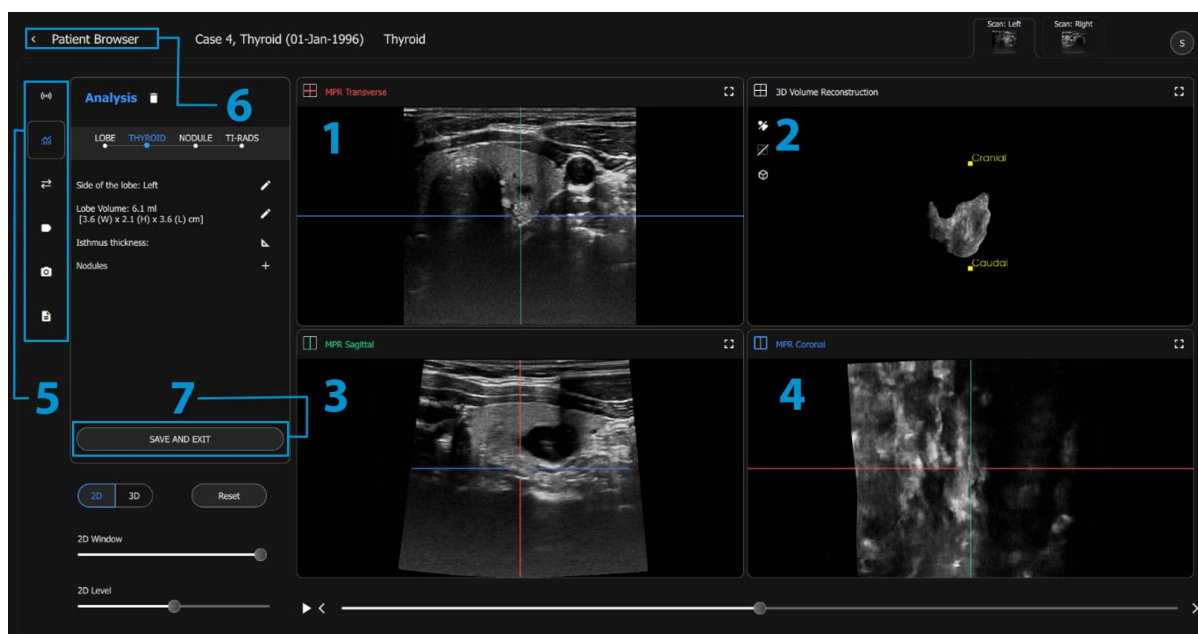 Patient Browser
Case 4, Thyroid (01-Jan-1996) Thyroid
Scan: Left
Scan: Right
S
6
Analysis
LOBE THYROID NODULE TI-RADS
Side of the lobe: Left
Lobe Volume: 6.1 ml
[3.6 (W) x 2.1 (H) x 3.6 (L) cm]
Isthmus thickness:
Nodules
5
7
SAVE AND EXIT
2D 3D Reset
2D Window
2D Level
MPR Transverse
1
3D Volume Reconstruction
2
Cranial
Caudal
MPR Sagittal
3
MPR Coronal
4